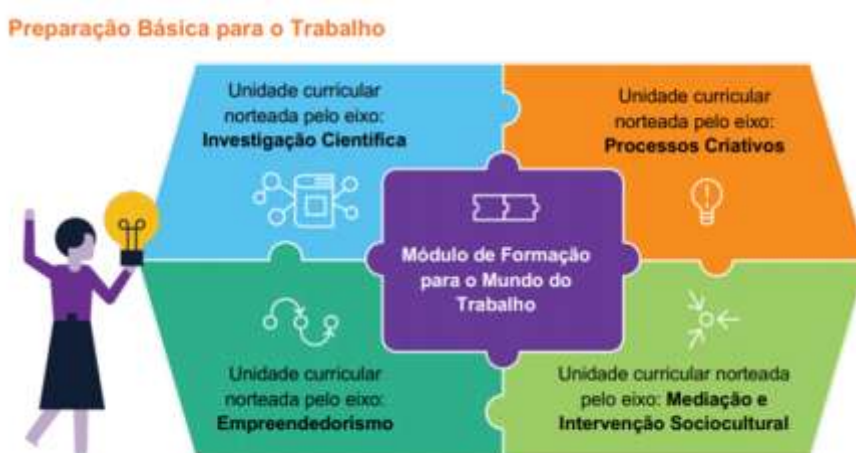 Preparação Básica para o Trabalho
Unidade curricular
norteada pelo eixo:
Investigação Científica
Unidade curricular
norteada pelo eixo:
Processos Criativos
Módulo de Formação
para o Mundo do
Trabalho
Unidade curricular
norteada pelo eixo:
Empreendedorismo
Unidade curricular norteada
pelo eixo: Mediação e
Intervenção Sociocultural